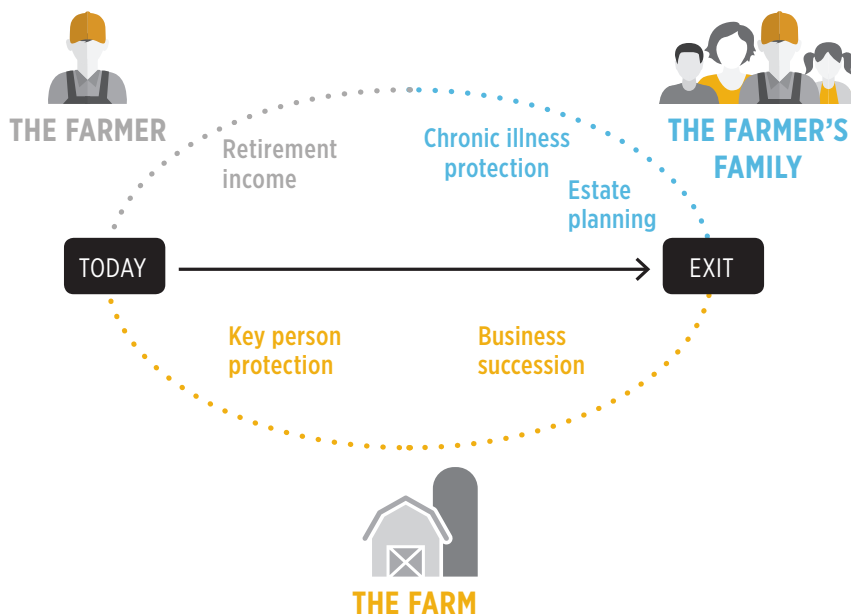 THE FARMER
THE FARMER’S
FAMILY
Retirement
income
Chronic illness
protection
Estate
planning
TODAY
EXIT
Key person
protection
Business
succession
THE FARM